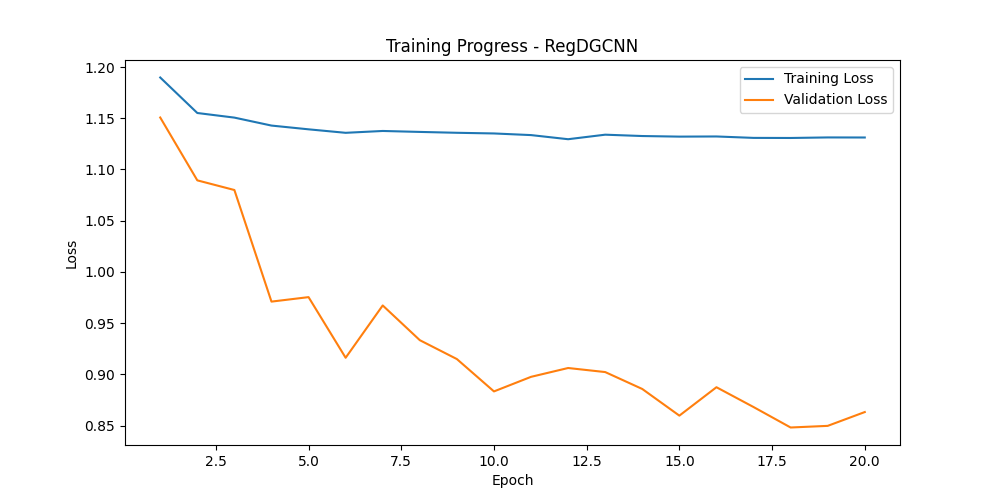 Training Progress - RegDGCNN
Training Loss
Validation Loss
1.20
1.15
1.10
1.05
1.00
0.95
0.90
0.85
Loss
2.5 5.0 7.5 10.0 12.5 15.0 17.5 20.0
Epoch